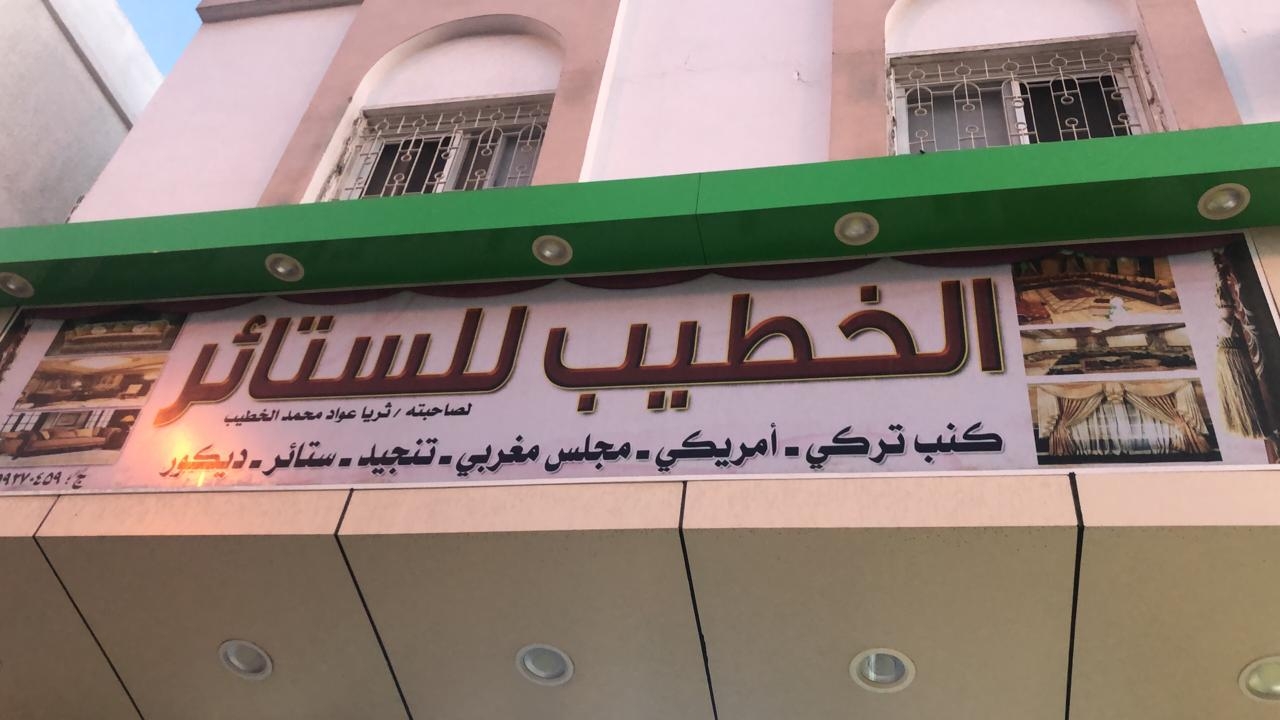 الخطيب للستائر
لصاحبته / ثريا عواد محمد الخطيب
كنب تركي - أمريكي - مجلس مغربي - تنجيد - ستائر - ديكور
ج :